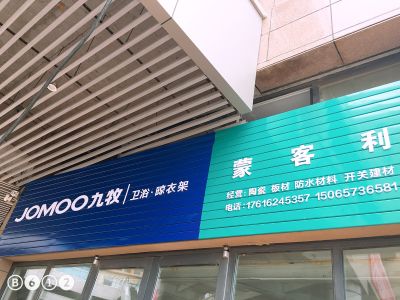 JOMOO九牧 卫浴·晾衣架
蒙客利
经营:陶瓷 板材 防水材料 开关建材
电话:17616245357 15065736581
B612